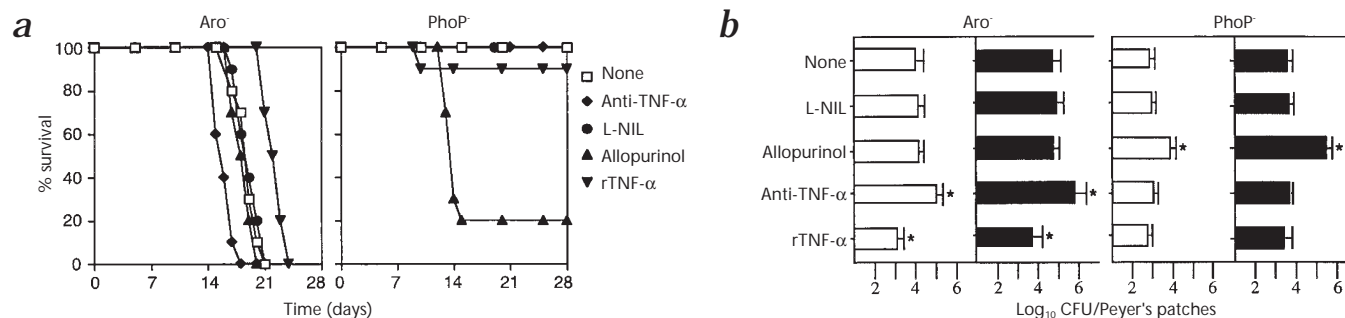 a
Aro⁻
PhoP⁻
100
80
60
40
20
0
% survival
0 7 14 21 28
0 7 14 21 28
Time (days)
None
Anti-TNF-α
L-NIL
Allopurinol
rTNF-α
b
Aro⁻
PhoP⁻
None
L-NIL
Allopurinol * *
Anti-TNF-α * *
rTNF-α * *
2 4 6 2 4 6 2 4 6 2 4 6
Log₁₀ CFU/Peyer's patches